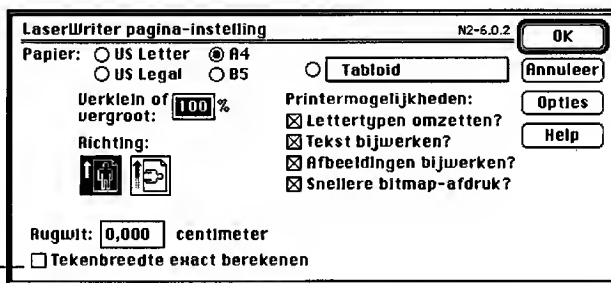 LaserWriter pagina-instelling N2-6.0.2 OK
Papier: US Letter A4 Tabloid Annuleer
US Legal B5
Verklein of vergroot: 100 % Printermogelijkheden: Opties
Lettertypen omzetten? Help
Richting: Tekst bijwerken?
Afbeeldingen bijwerken?
Snellere bitmap-afdruk?
Rugwit: 0,000 centimeter
Tekenbreedte exact berekenen